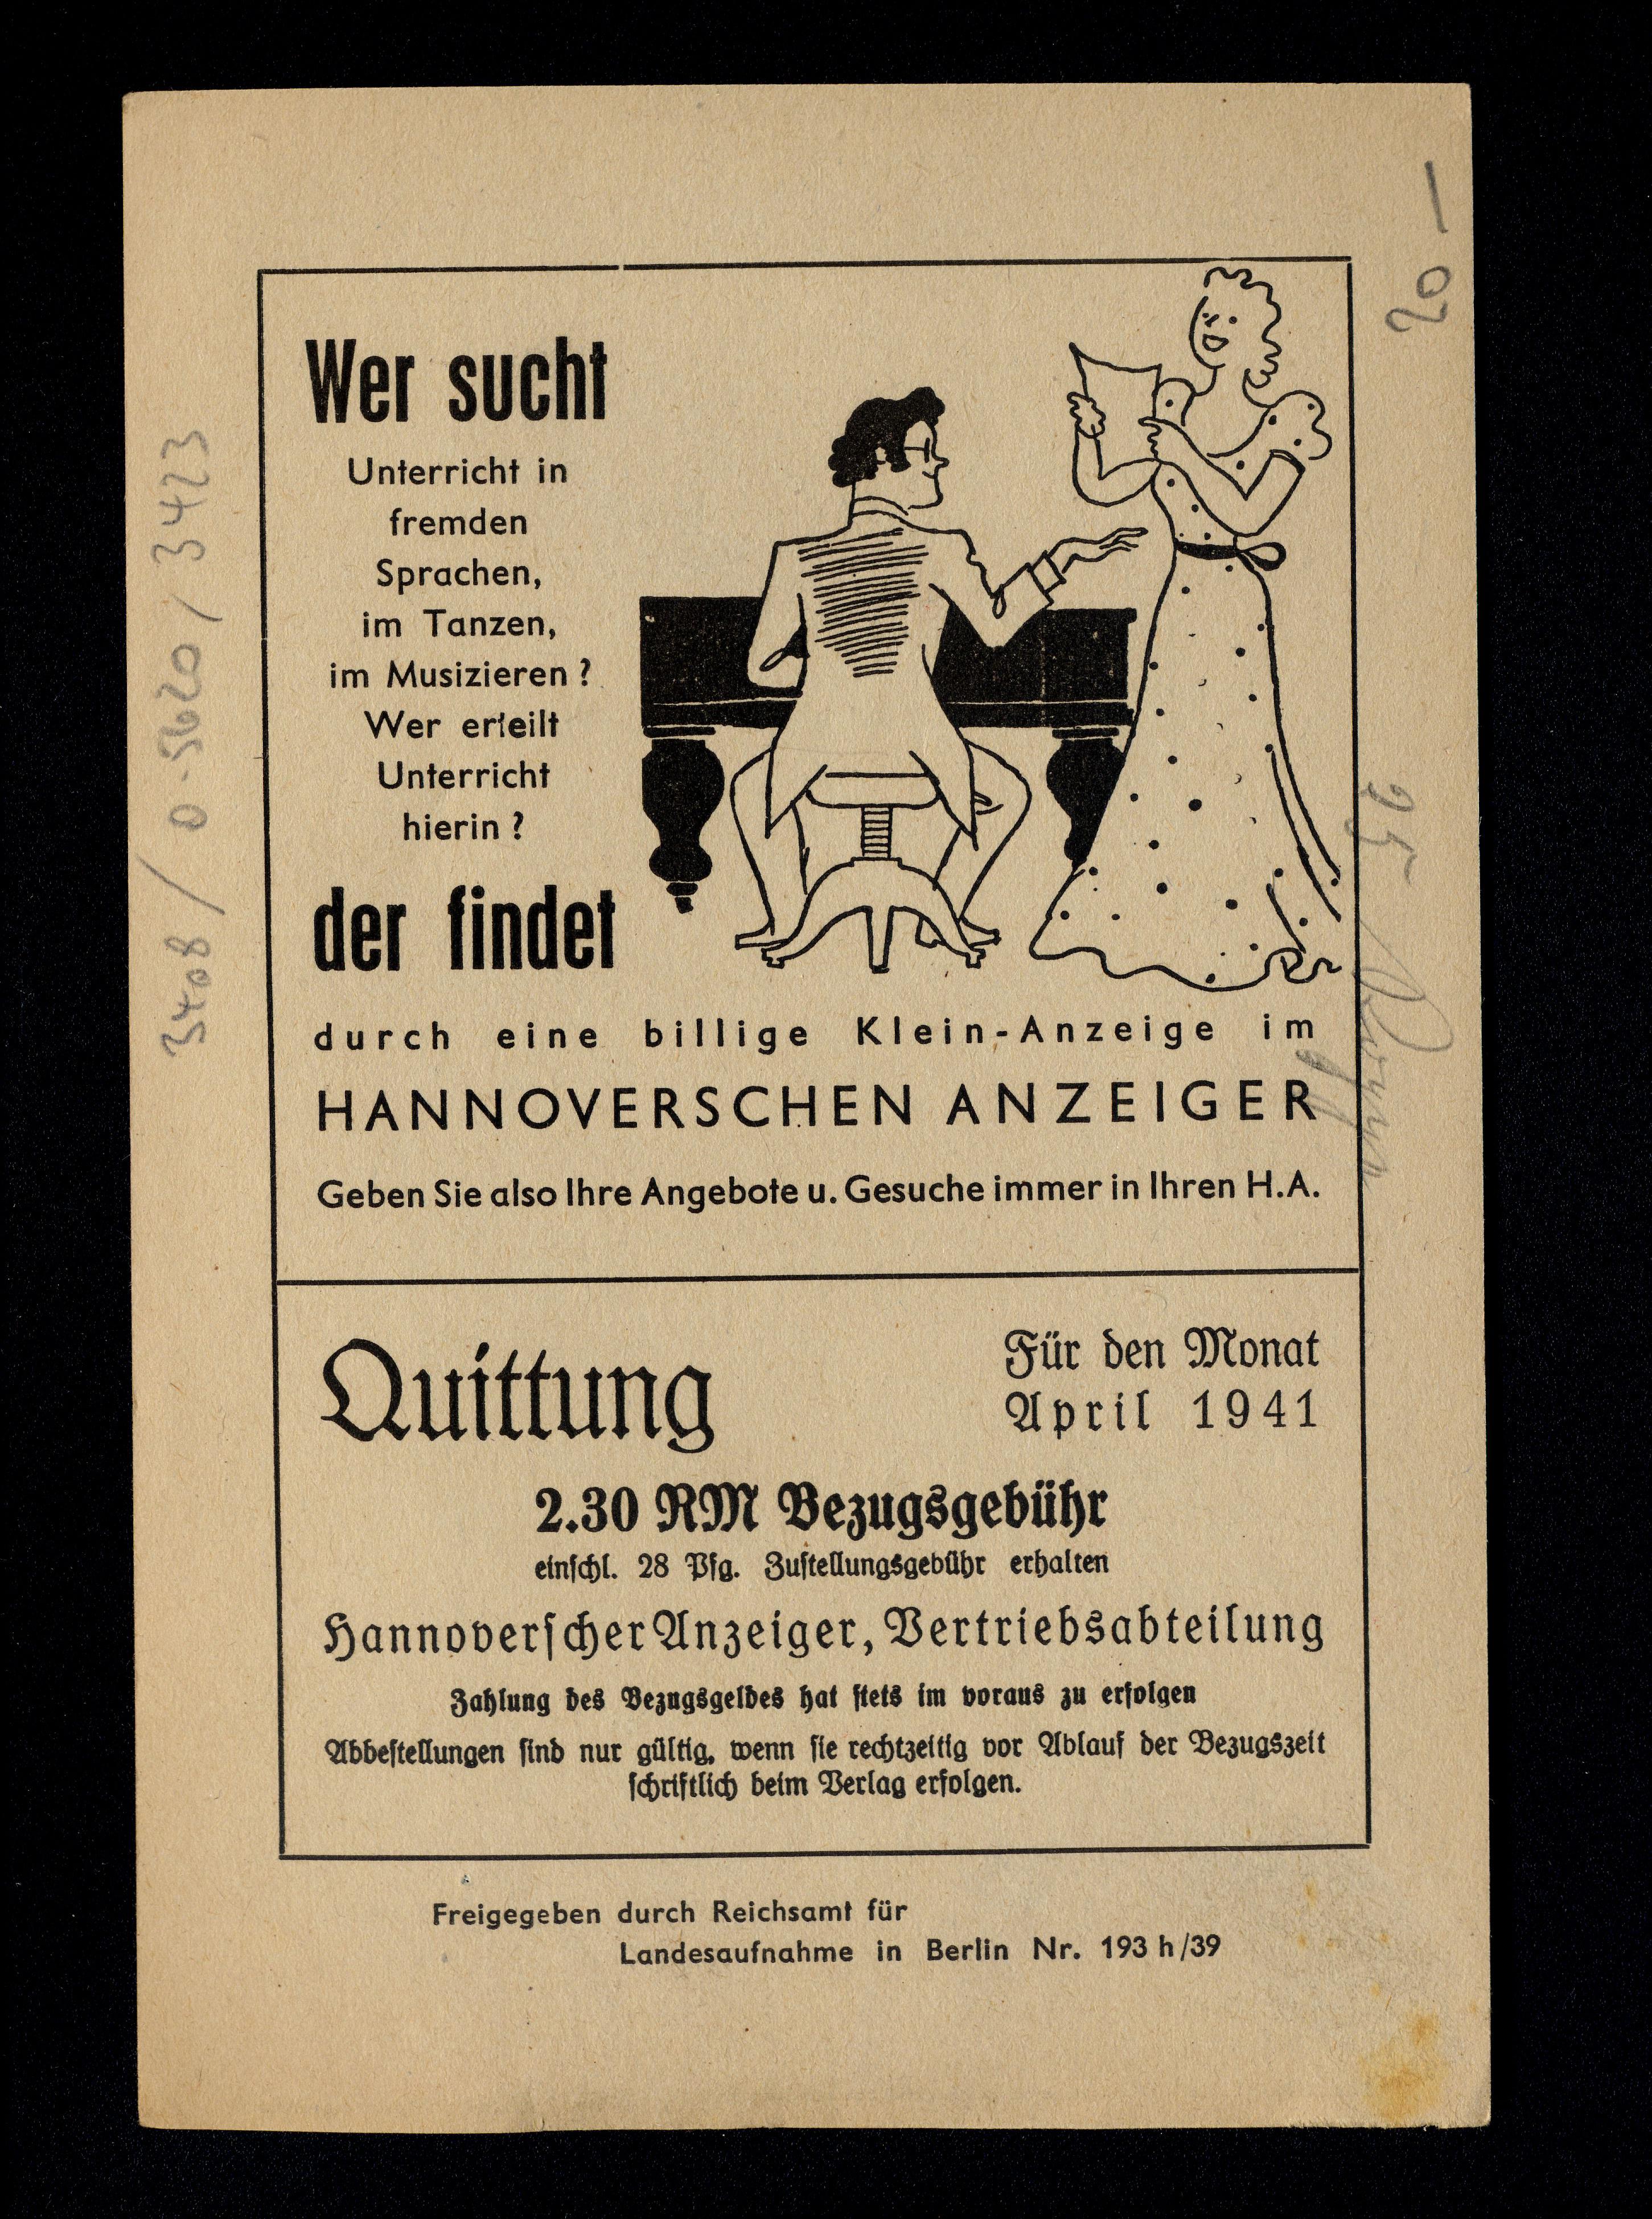 Wer sucht
Unterricht in
fremden
Sprachen,
im Tanzen,
im Musizieren?
Wer erteilt
Unterricht
hierin?
der findet
durch eine billige Klein-Anzeige im
HANNOVERSCHEN ANZEIGER
Geben Sie also Ihre Angebote u. Gesuche immer in Ihren H.A.
Quittung
Für den Monat
April 1941
2.30 RM Bezugsgebühr
einschl. 28 Pfg. Zustellungsgebühr erhalten
Hannoverscher Anzeiger, Vertriebsabteilung
Zahlung des Bezugsgeldes hat stets im voraus zu erfolgen
Abbestellungen sind nur gültig, wenn sie rechtzeitig vor Ablauf der Bezugszeit
schriftlich beim Verlag erfolgen.
Freigegeben durch Reichsamt für
Landesaufnahme in Berlin Nr. 193 h/39
3408 / 0-5620 / 3423
20 —